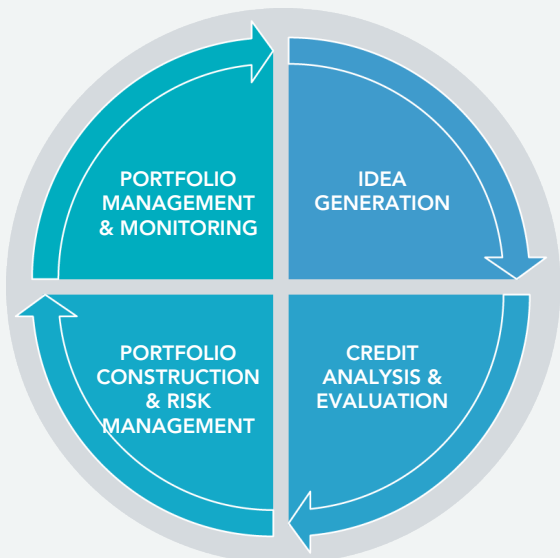 PORTFOLIO
MANAGEMENT
& MONITORING
IDEA
GENERATION
PORTFOLIO
CONSTRUCTION
& RISK
MANAGEMENT
CREDIT
ANALYSIS &
EVALUATION